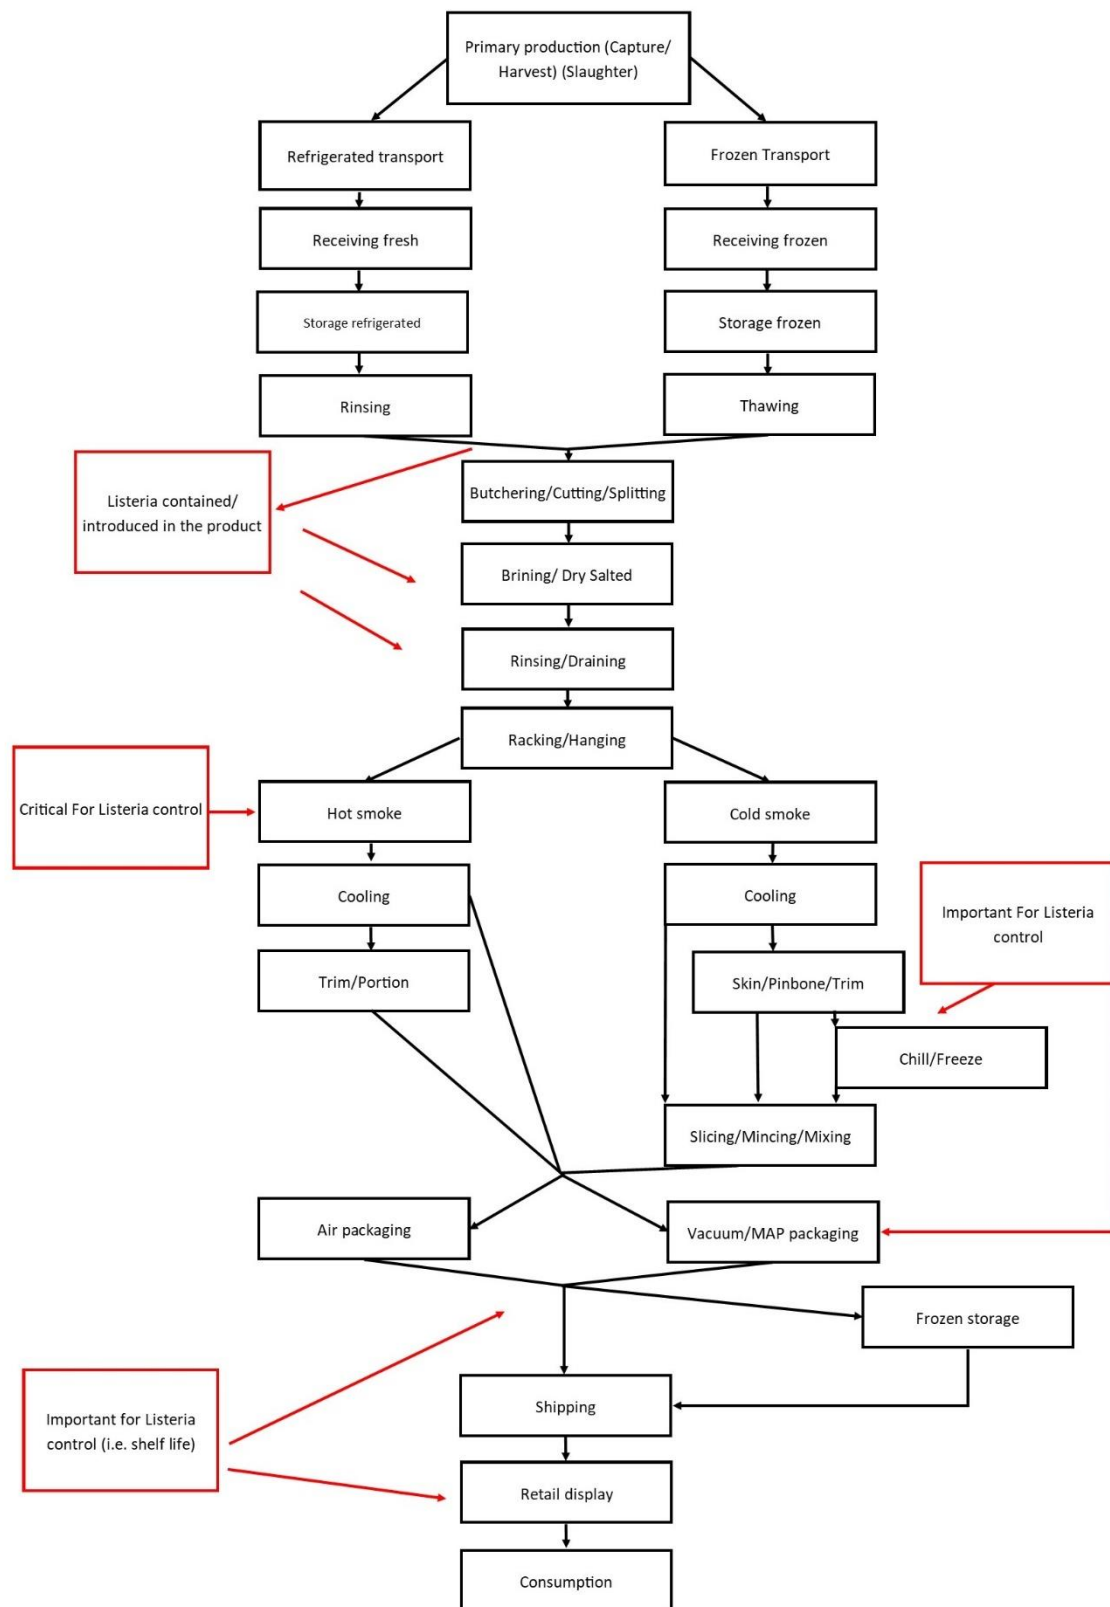 Primary production (Capture/
Harvest) (Slaughter)
Refrigerated transport
Frozen Transport
Receiving fresh
Receiving frozen
Storage refrigerated
Storage frozen
Rinsing
Thawing
Listeria contained/
introduced in the product
Butchering/Cutting/Splitting
Brining/ Dry Salted
Rinsing/Draining
Racking/Hanging
Critical For Listeria control
Hot smoke
Cold smoke
Cooling
Cooling
Important For Listeria
control
Trim/Portion
Skin/Pinbone/Trim
Chill/Freeze
Slicing/Mincing/Mixing
Air packaging
Vacuum/MAP packaging
Frozen storage
Important for Listeria
control (i.e. shelf life)
Shipping
Retail display
Consumption